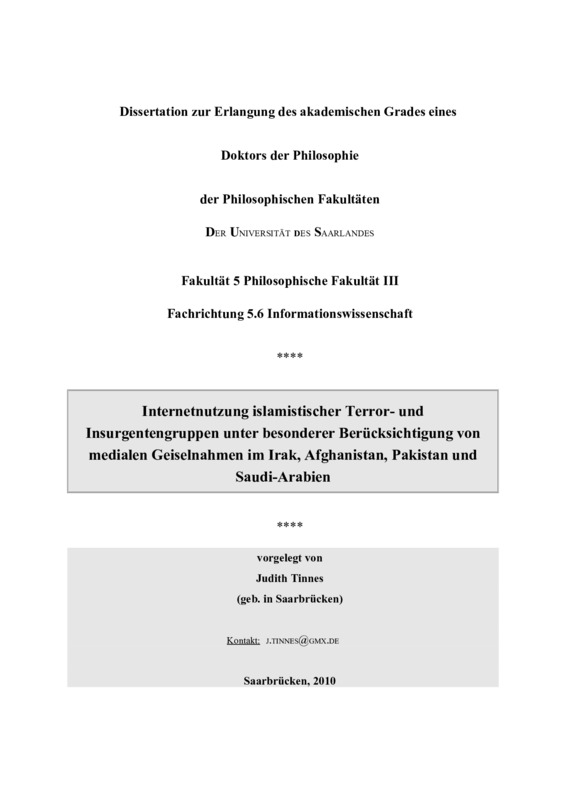 Dissertation zur Erlangung des akademischen Grades eines
Doktors der Philosophie
der Philosophischen Fakultäten
DER UNIVERSITÄT DES SAARLANDES
Fakultät 5 Philosophische Fakultät III
Fachrichtung 5.6 Informationswissenschaft
****
Internetnutzung islamistischer Terror- und
Insurgentengruppen unter besonderer Berücksichtigung von
medialen Geiselnahmen im Irak, Afghanistan, Pakistan und
Saudi-Arabien
****
vorgelegt von
Judith Tinnes
(geb. in Saarbrücken)
Kontakt: J.TINNES@GMX.DE
Saarbrücken, 2010